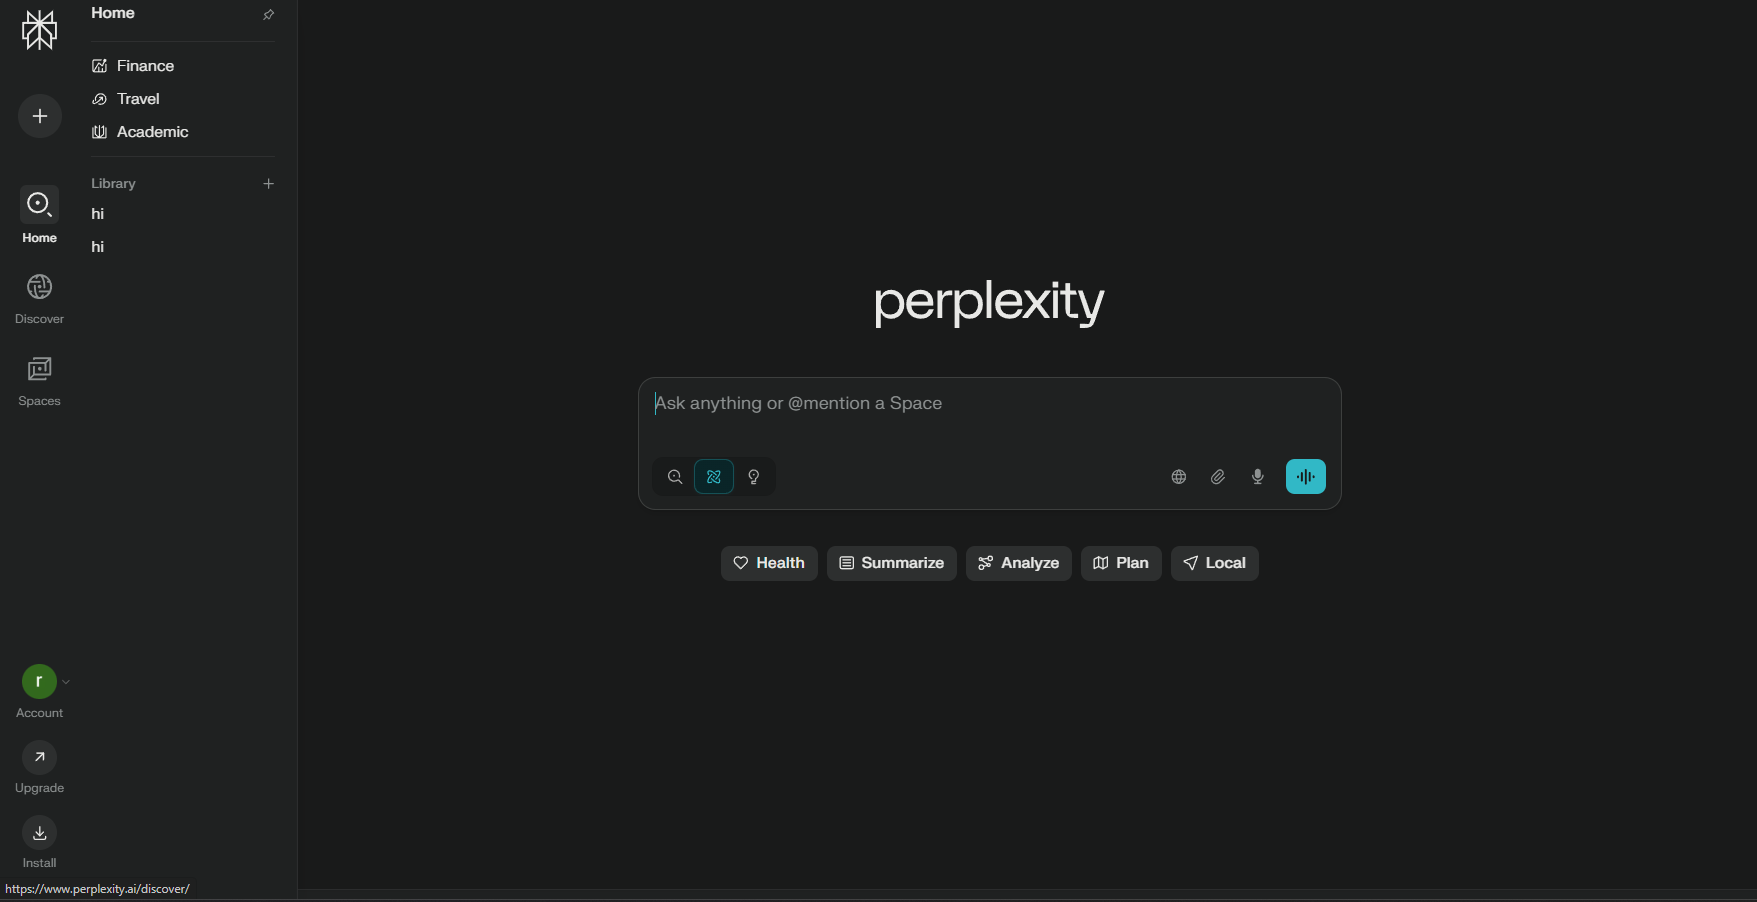 Home
Finance
Travel
Academic
Library
hi
hi
Home
Discover
Spaces
perplexity
Ask anything or @mention a Space
Health
Summarize
Analyze
Plan
Local
r
Account
Upgrade
Install
https://www.perplexity.ai/discover/